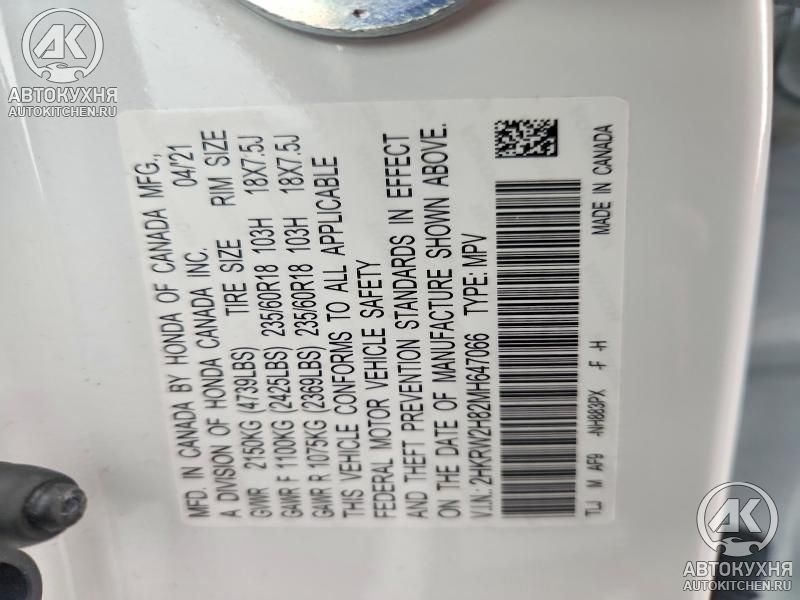 AK
АВТОКУХНЯ
AUTOKITCHEN.RU
MFD. IN CANADA BY HONDA OF CANADA MFG.,
A DIVISION OF HONDA CANADA INC. 04/21
TIRE SIZE RIM SIZE
GVWR 2150KG (4739LBS)
GAWR F 1100KG (2425LBS) 235/60R18 103H 18X7.5J
GAWR R 1075KG (2369LBS) 235/60R18 103H 18X7.5J
THIS VEHICLE CONFORMS TO ALL APPLICABLE
FEDERAL MOTOR VEHICLE SAFETY
AND THEFT PREVENTION STANDARDS IN EFFECT
ON THE DATE OF MANUFACTURE SHOWN ABOVE.
V.I.N.: 2HKRW2H82MH647066 TYPE: MPV
TLJ M AF9 -NH883PX -F -H MADE IN CANADA
AK
АВТОКУХНЯ
AUTOKITCHEN.RU